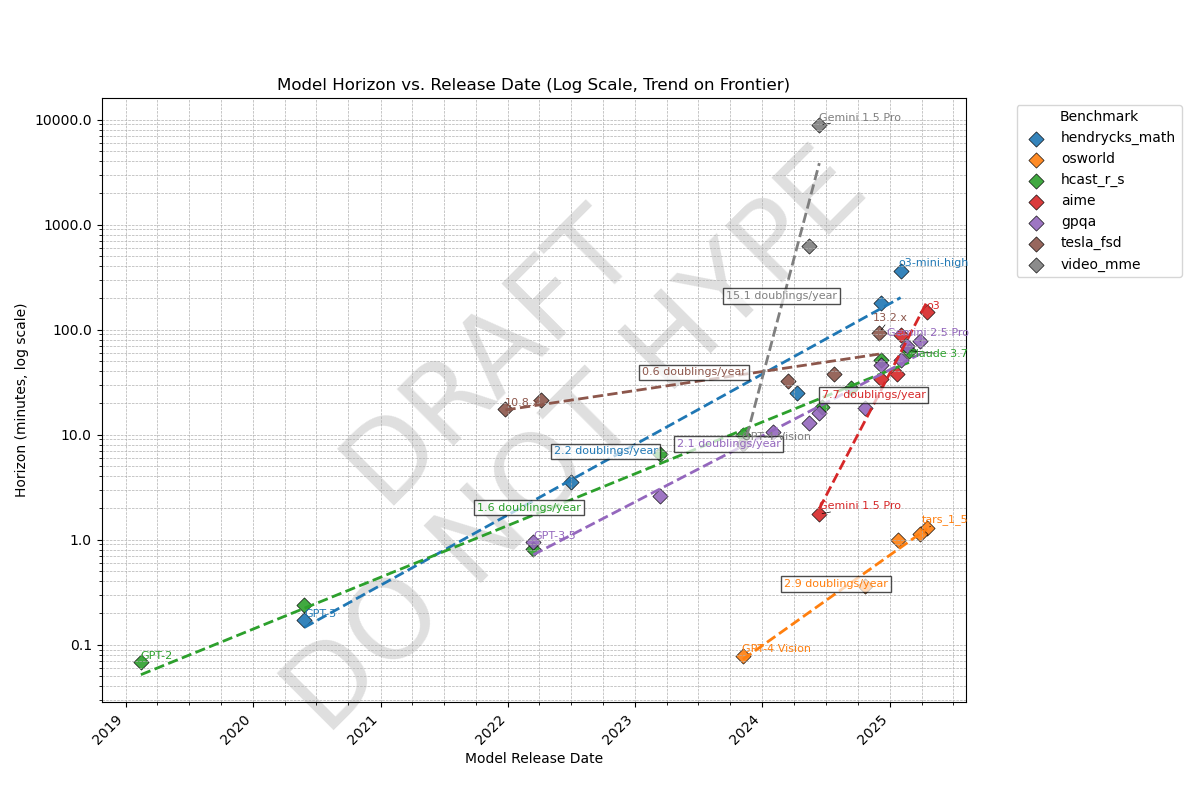 Model Horizon vs. Release Date (Log Scale, Trend on Frontier)
Horizon (minutes, log scale)
10000.0
1000.0
100.0
10.0
1.0
0.1
2019
2020
2021
2022
2023
2024
2025
Model Release Date
DRAFT
DO NOT HYPE
Gemini 1.5 Pro
o3-mini-high
15.1 doublings/year
o3
13.2.x
Gemini 2.5 Pro
Claude 3.7
0.6 doublings/year
7.7 doublings/year
10.8
GPT-4 Vision
2.1 doublings/year
2.2 doublings/year
1.6 doublings/year
Gemini 1.5 Pro
tars_1_5
GPT-3.5
2.9 doublings/year
GPT-3
GPT-2
GPT-4 Vision
Benchmark
hendrycks_math
osworld
hcast_r_s
aime
gpqa
tesla_fsd
video_mme